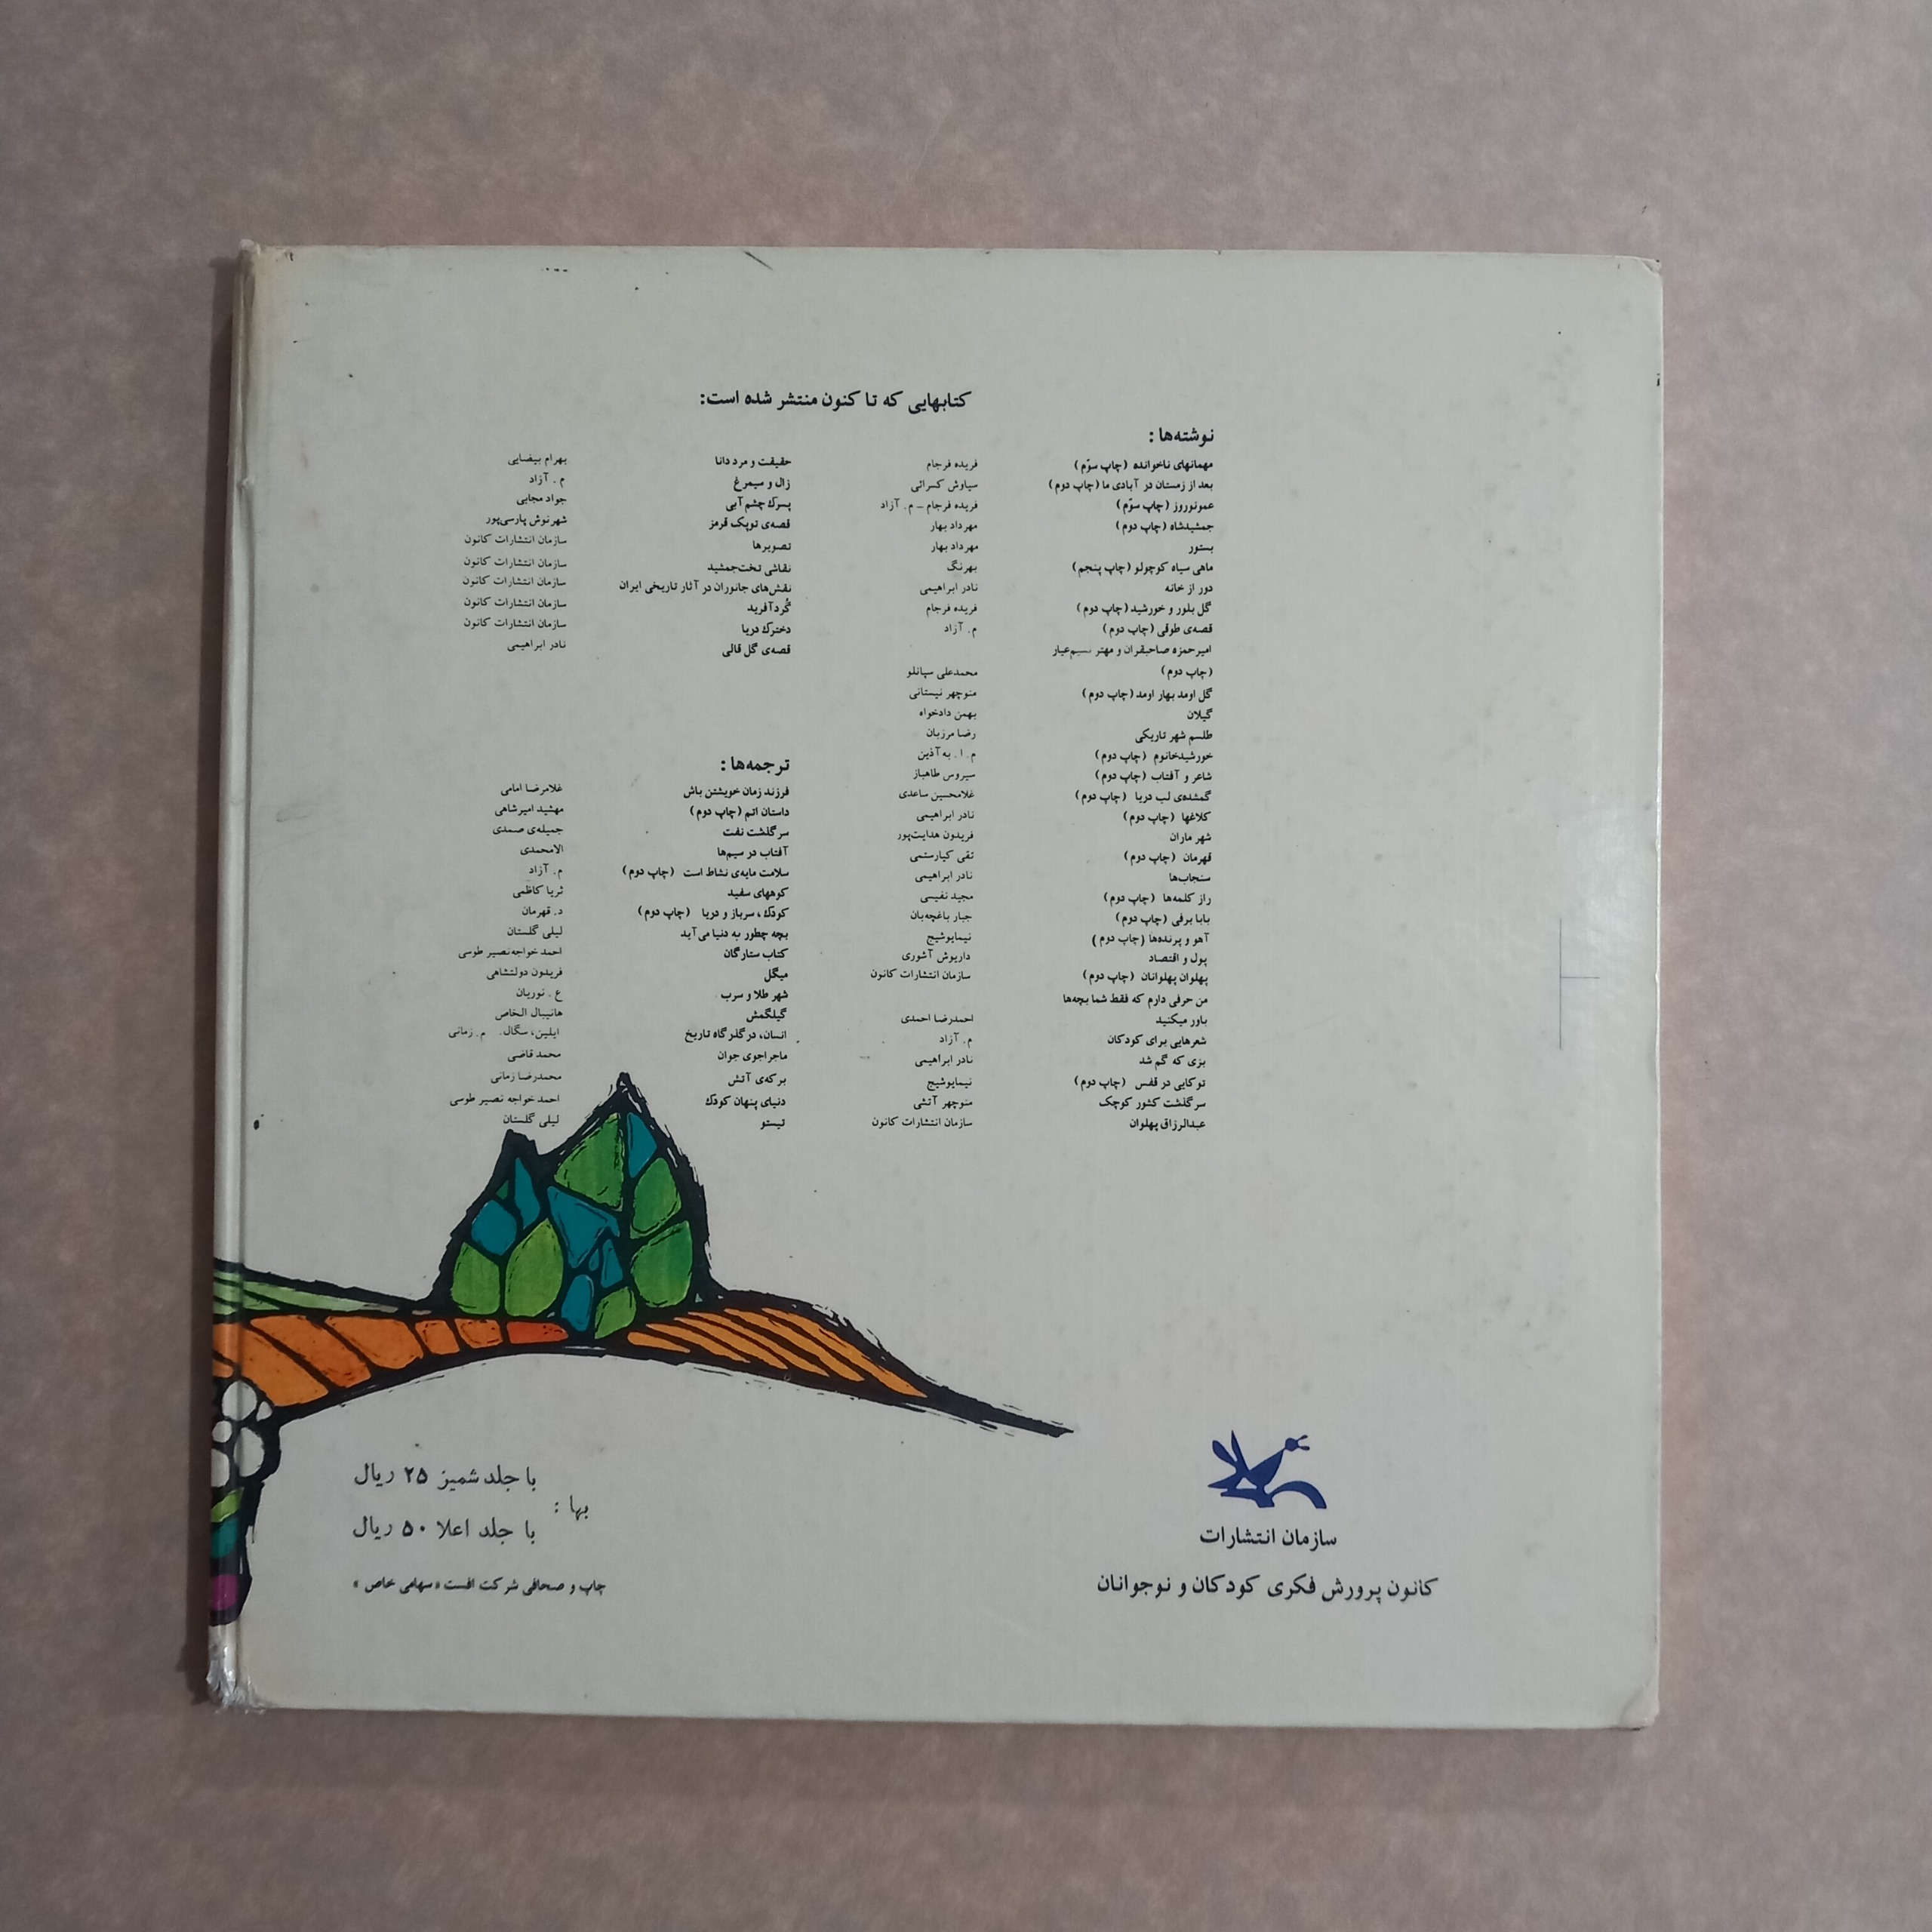 کتابهایی که تا کنون منتشر شده است:
نوشته‌ها :
مهمانهای ناخوانده (چاپ سوّم) فریده فرجام
بعد از زمستان در آبادی ما (چاپ دوم) سیاوش کسرائی
عمونوروز (چاپ سوّم) فریده فرجام – م. آزاد
جمشیدشاه (چاپ دوم) مهرداد بهار
بستور مهرداد بهار
ماهی سیاه کوچولو (چاپ پنجم) بهرنگ
دور از خانه نادر ابراهیمی
گل بلور و خورشید (چاپ دوم) فریده فرجام
قصه‌ی طوقی (چاپ دوم) م. آزاد
امیرحمزه صاحبقران و مهتر نسیم‌عیار
(چاپ دوم) محمدعلی سپانلو
گل اومد بهار اومد (چاپ دوم) منوچهر نیستانی
گیلان بهمن دادخواه
طلسم شهر تاریکی رضا مرزبان
خورشیدخانوم (چاپ دوم) م. ا. به‌آذین
شاعر و آفتاب (چاپ دوم) سیروس طاهباز
گمشده‌ی لب دریا (چاپ دوم) غلامحسین ساعدی
کلاغها (چاپ دوم) نادر ابراهیمی
شهر ماران فریدون هدایت‌پور
قهرمان (چاپ دوم) تقی کیارستمی
سنجاب‌ها نادر ابراهیمی
راز کلمه‌ها (چاپ دوم) مجید نفیسی
بابا برفی (چاپ دوم) جبار باغچه‌بان
آهو و پرنده‌ها (چاپ دوم) نیمایوشیج
پول و اقتصاد داریوش آشوری
پهلوان پهلوانان (چاپ دوم) سازمان انتشارات کانون
من حرفی دارم که فقط شما بچه‌ها
باور میکنید احمدرضا احمدی
شعرهایی برای کودکان م. آزاد
بزی که گم شد نادر ابراهیمی
توکایی در قفس (چاپ دوم) نیمایوشیج
سرگلشت کشور کوچک منوچهر آتشی
عبدالرزاق پهلوان سازمان انتشارات کانون
حقیقت و مرد دانا بهرام بیضایی
زال و سیمرغ م. آزاد
پسرک چشم‌آبی جواد مجابی
قصه‌ی توپک قرمز شهرنوش پارسی‌پور
تصویرها سازمان انتشارات کانون
نقاشی تخت‌جمشید سازمان انتشارات کانون
نقش‌های جانوران در آثار تاریخی ایران سازمان انتشارات کانون
گُردآفرید سازمان انتشارات کانون
دخترک دریا سازمان انتشارات کانون
قصه‌ی گل قالی نادر ابراهیمی
ترجمه‌ها :
فرزند زمان خویشتن باش غلامرضا امامی
داستان اتم (چاپ دوم) مهشید امیرشاهی
سرگلشت نفت جمیله‌ی صمدی
آفتاب در سیم‌ها الامحمدی
سلامت مایه‌ی نشاط است (چاپ دوم) م. آزاد
کوههای سفید ثریا کاظمی
کودک، سرباز و دریا (چاپ دوم) د. قهرمان
بچه چطور به دنیا می‌آید لیلی گلستان
کتاب ستارگان احمد خواجه‌نصیر طوسی
میگل فریدون دولتشاهی
شهر طلا و سرب ع. نوریان
گیلگمش هانیبال الخاص
انسان، در گلرگاه تاریخ ایلین، سگال. م. زمانی
ماجراجوی جوان محمد قاضی
برکه‌ی آتش محمدرضا زمانی
دنیای پنهان کودک احمد خواجه نصیر طوسی
تیستو لیلی گلستان
بها :
با جلد شمیز ۲۵ ریال
با جلد اعلا ۵۰ ریال
چاپ و صحافی شرکت افست «سهامی خاص»
سازمان انتشارات
کانون پرورش فکری کودکان و نوجوانان